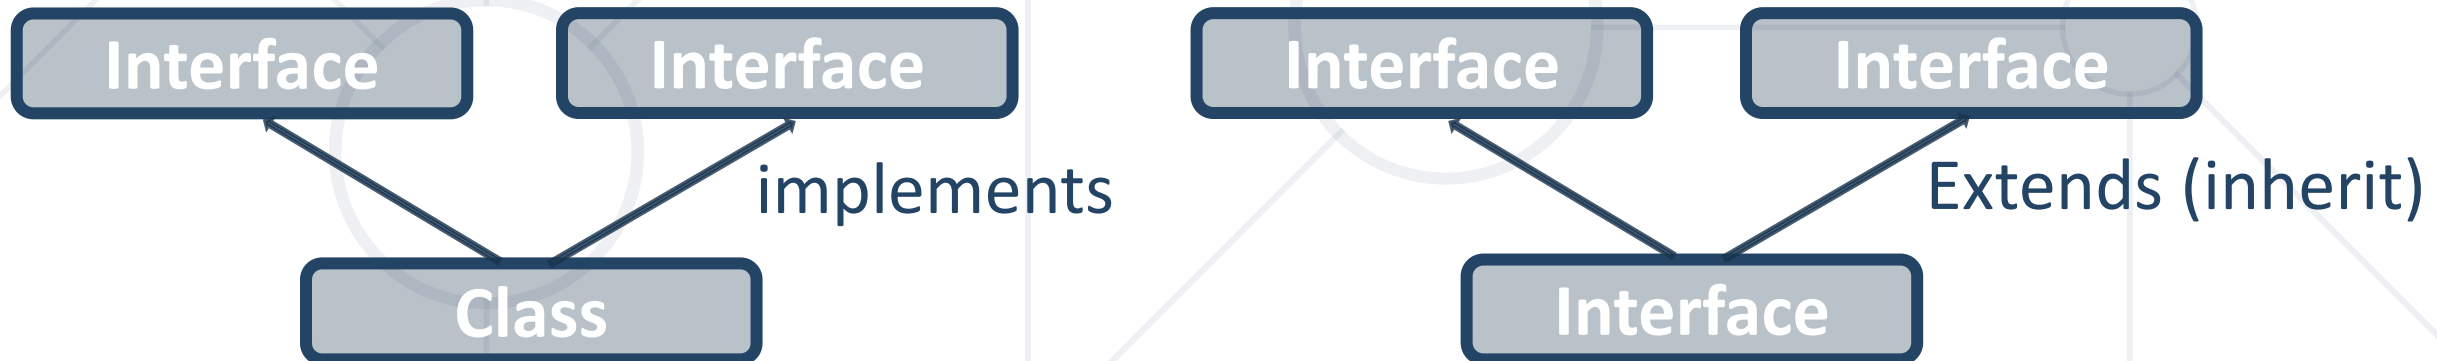 Interface
Interface
Interface
Interface
implements
Extends (inherit)
Class
Interface